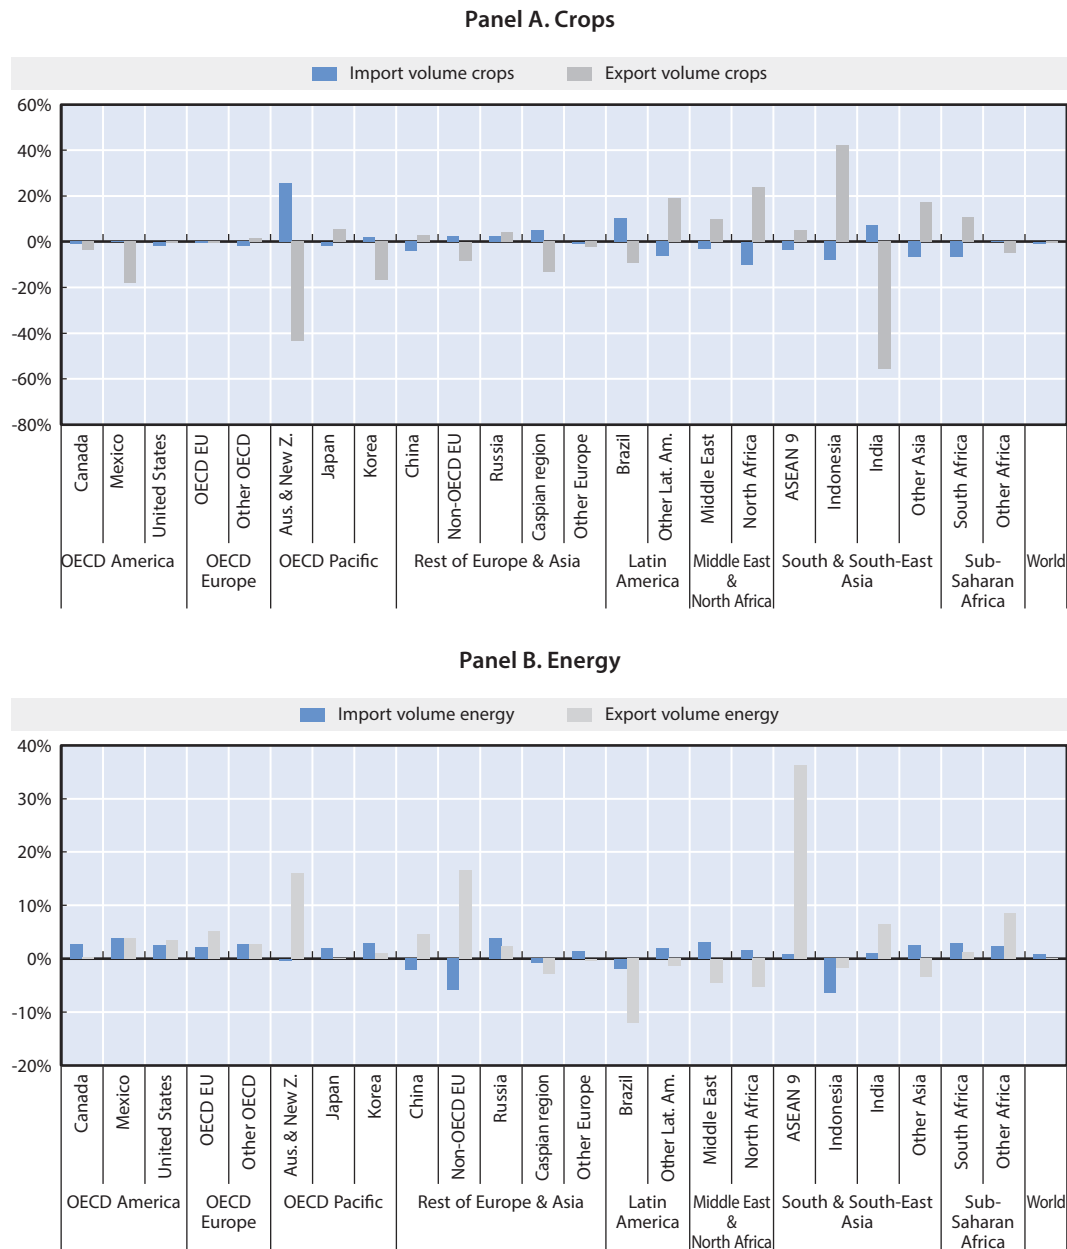 Panel A. Crops
Import volume crops Export volume crops
60%
40%
20%
0%
-20%
-40%
-60%
-80%
Canada
Mexico
United States
OECD EU
Other OECD
Aus. & New Z.
Japan
Korea
China
Non-OECD EU
Russia
Caspian region
Other Europe
Brazil
Other Lat. Am.
Middle East
North Africa
ASEAN 9
Indonesia
India
Other Asia
South Africa
Other Africa
OECD America
OECD
Europe
OECD Pacific
Rest of Europe & Asia
Latin
America
Middle East
&
North Africa
South & South-East
Asia
Sub-
Saharan
Africa
World
Panel B. Energy
Import volume energy Export volume energy
40%
30%
20%
10%
0%
-10%
-20%
Canada
Mexico
United States
OECD EU
Other OECD
Aus. & New Z.
Japan
Korea
China
Non-OECD EU
Russia
Caspian region
Other Europe
Brazil
Other Lat. Am.
Middle East
North Africa
ASEAN 9
Indonesia
India
Other Asia
South Africa
Other Africa
OECD America
OECD
Europe
OECD Pacific
Rest of Europe & Asia
Latin
America
Middle East
&
North Africa
South & South-East
Asia
Sub-
Saharan
Africa
World